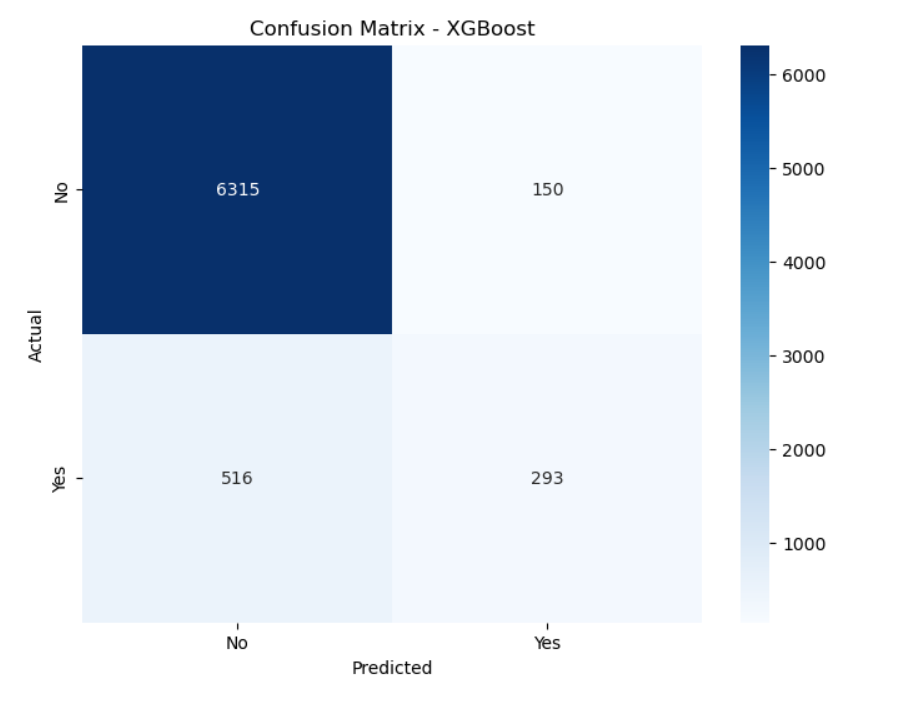 Confusion Matrix - XGBoost
6000
5000
4000
3000
2000
1000
Actual
No
Yes
6315
150
516
293
No
Yes
Predicted